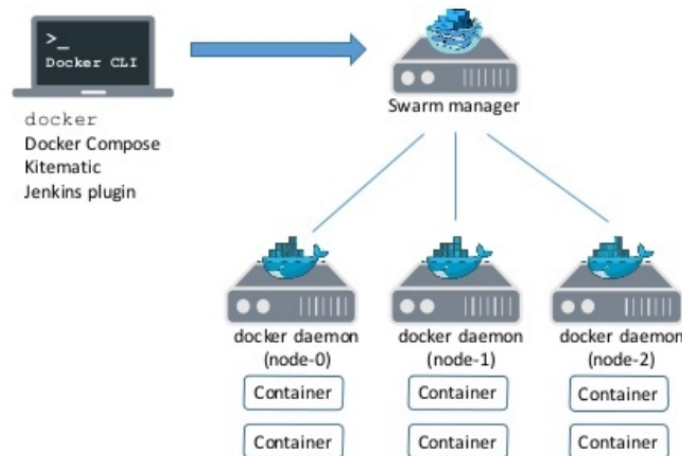 >_
Docker CLI
docker
Docker Compose
Kitematic
Jenkins plugin
Swarm manager
docker daemon
(node-0)
docker daemon
(node-1)
docker daemon
(node-2)
Container
Container
Container
Container
Container
Container